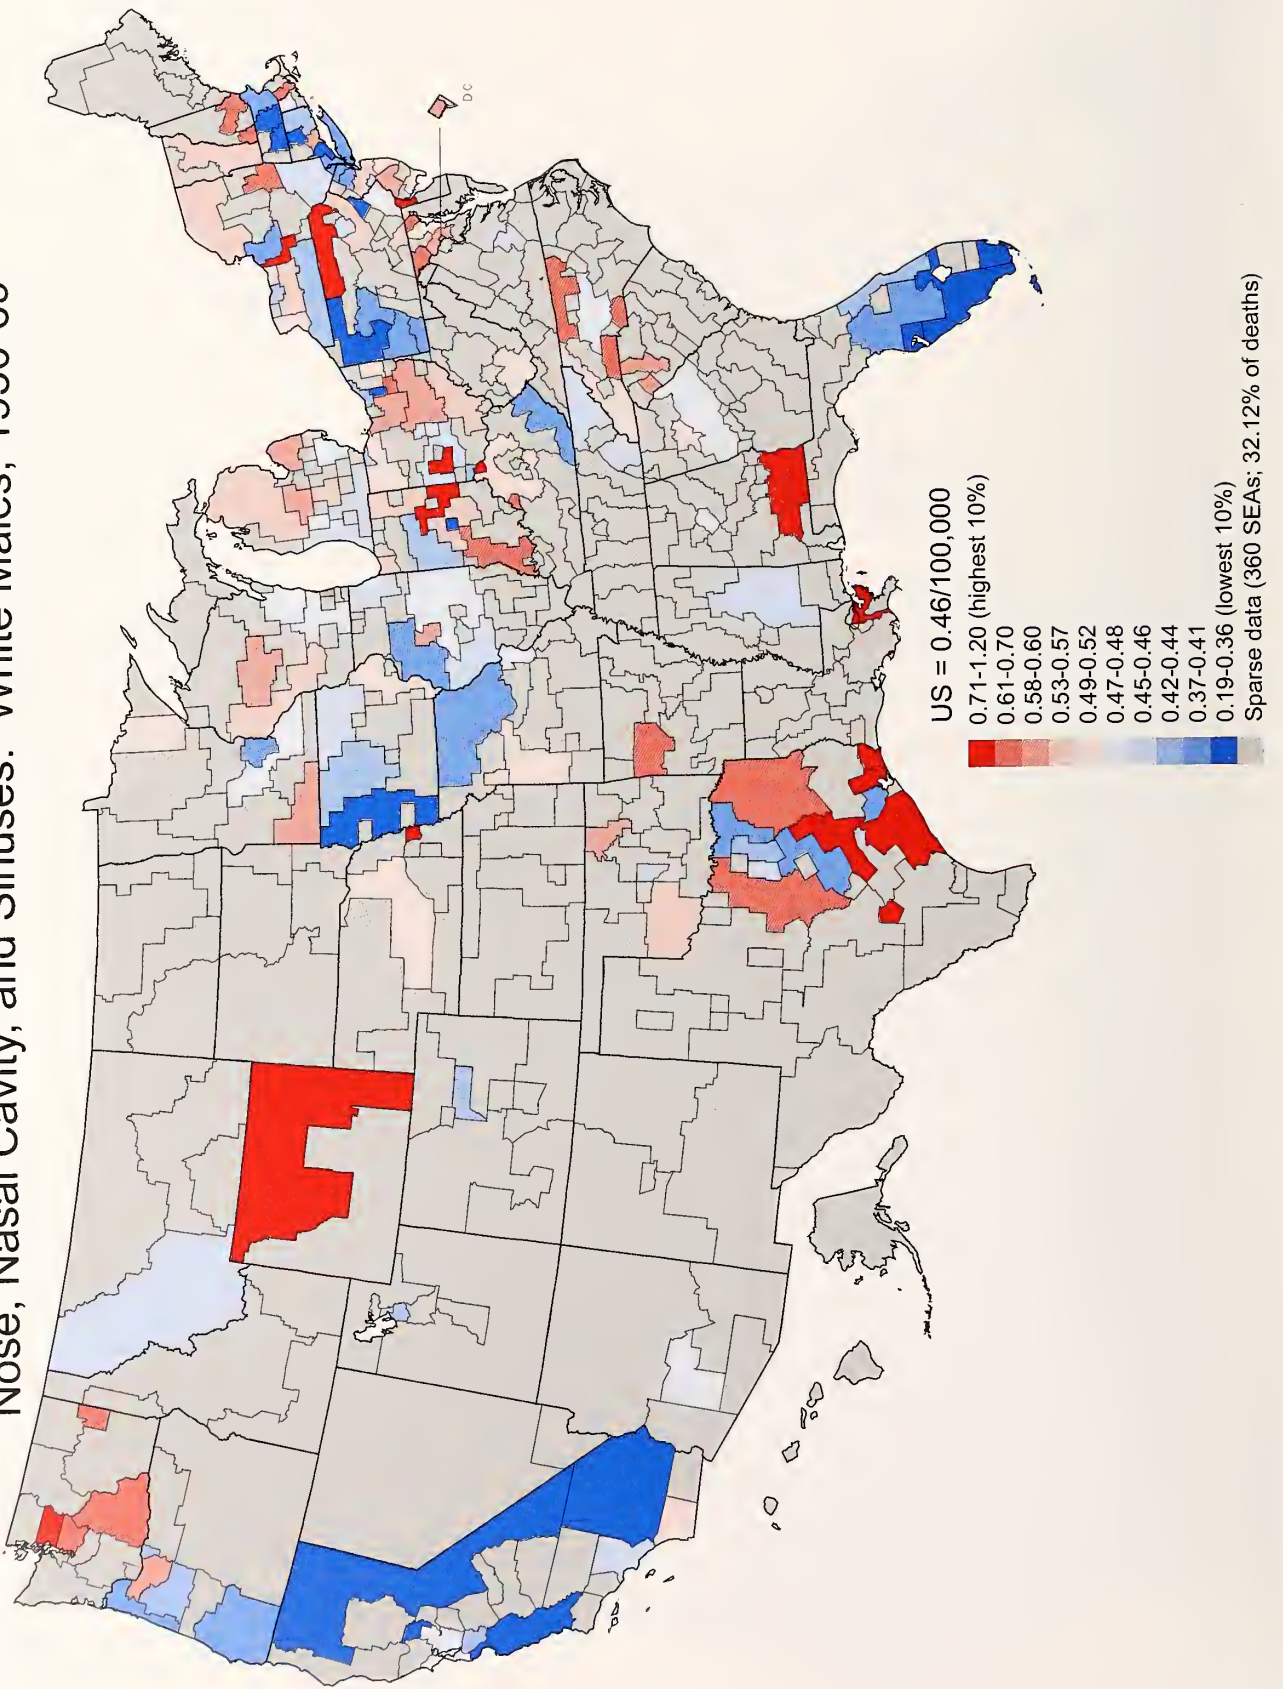 Nose, Nasal Cavity, and Sinuses: White Males, 1950-69
DC
US = 0.46/100,000
0.71-1.20 (highest 10%)
0.61-0.70
0.58-0.60
0.53-0.57
0.49-0.52
0.47-0.48
0.45-0.46
0.42-0.44
0.37-0.41
0.19-0.36 (lowest 10%)
Sparse data (360 SEAs; 32.12% of deaths)